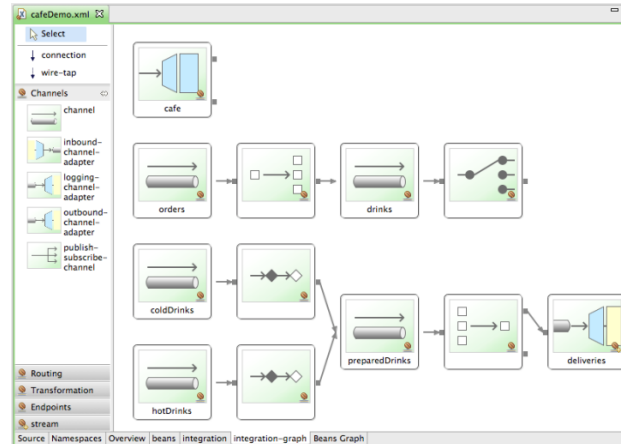 cafeDemo.xml
Select
connection
wire-tap
Channels
channel
inbound-
channel-
adapter
logging-
channel-
adapter
outbound-
channel-
adapter
publish-
subscribe-
channel
Routing
Transformation
Endpoints
stream
cafe
orders
drinks
coldDrinks
preparedDrinks
deliveries
hotDrinks
Source Namespaces Overview beans integration integration-graph Beans Graph